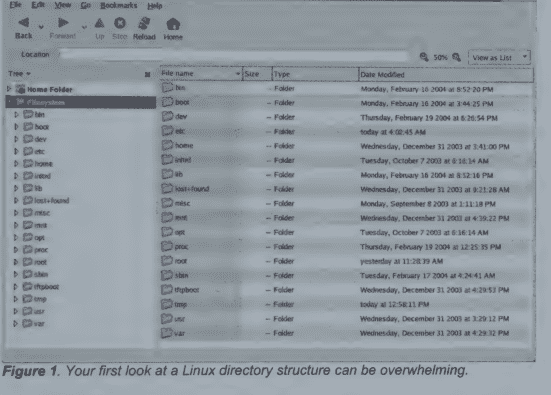 File Edit View Go Bookmarks Help
Back Forward Up Stop Reload Home
Location 50% View as List
Tree File name Size Type Date Modified
Home Folder
Filesystem
bin
boot
dev
etc
home
initrd
lib
lost+found
misc
mnt
opt
proc
root
sbin
tftpboot
tmp
usr
var
bin -- Folder Monday, February 16 2004 at 8:52:20 PM
boot -- Folder Monday, February 16 2004 at 3:44:25 PM
dev -- Folder Thursday, February 19 2004 at 6:26:54 PM
etc -- Folder today at 4:02:45 AM
home -- Folder Wednesday, December 31 2003 at 3:41:00 PM
initrd -- Folder Tuesday, October 7 2003 at 6:16:14 AM
lib -- Folder Monday, February 16 2004 at 8:52:16 PM
lost+found -- Folder Wednesday, December 31 2003 at 9:21:28 AM
misc -- Folder Monday, September 8 2003 at 2:11:18 PM
mnt -- Folder Wednesday, December 31 2003 at 4:39:22 PM
opt -- Folder Tuesday, October 7 2003 at 6:16:14 AM
proc -- Folder Thursday, February 19 2004 at 12:25:35 PM
root -- Folder yesterday at 11:28:39 AM
sbin -- Folder Tuesday, February 17 2004 at 4:24:41 AM
tftpboot -- Folder Wednesday, December 31 2003 at 4:29:53 PM
tmp -- Folder today at 12:58:11 PM
usr -- Folder Wednesday, December 31 2003 at 3:29:12 PM
var -- Folder Wednesday, December 31 2003 at 4:29:32 PM
Figure 1. Your first look at a Linux directory structure can be overwhelming.